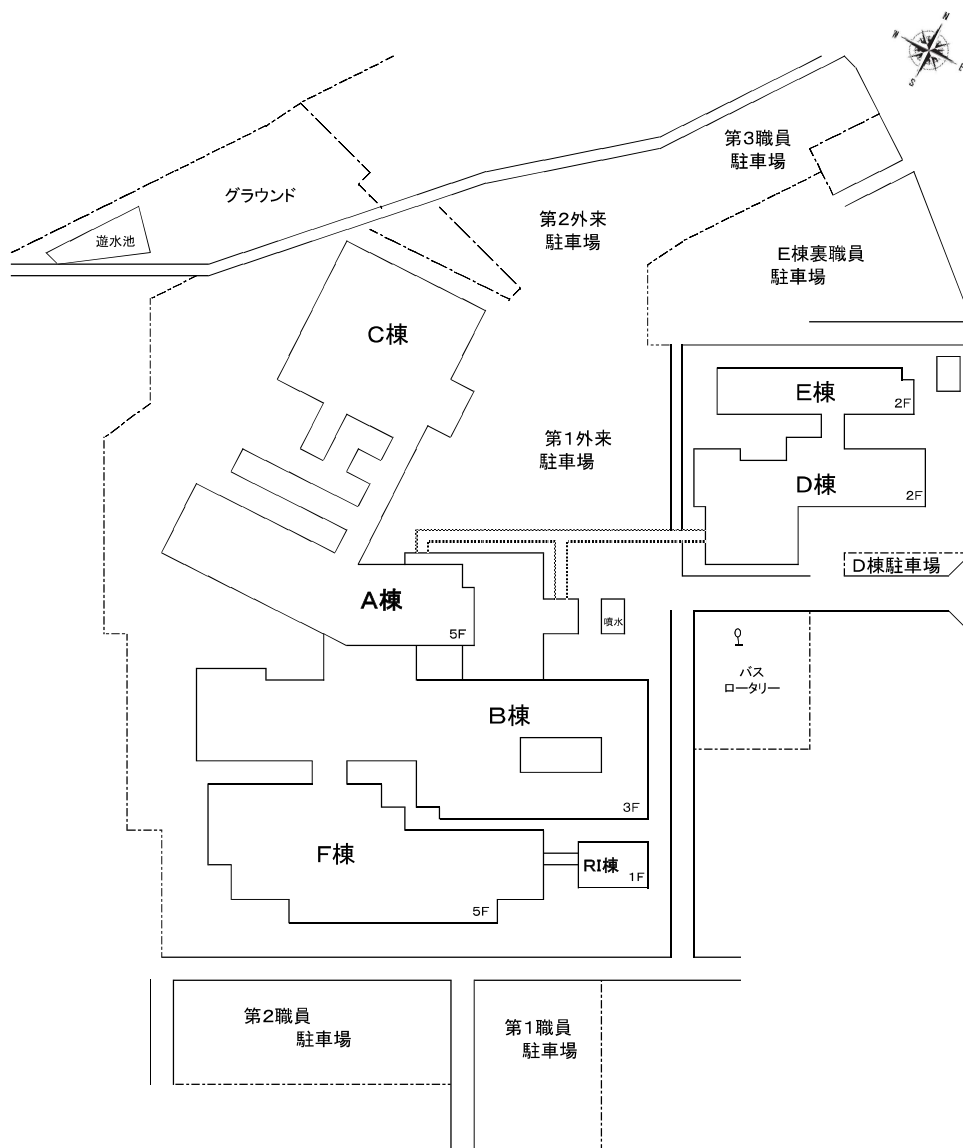 N
W
E
S
第3職員
駐車場
グラウンド
第2外来
駐車場
遊水池
E棟裏職員
駐車場
C棟
E棟
2F
第1外来
駐車場
D棟
2F
D棟駐車場
A棟
5F
噴水
バス
ロータリー
B棟
3F
F棟
5F
RI棟
1F
第2職員
駐車場
第1職員
駐車場